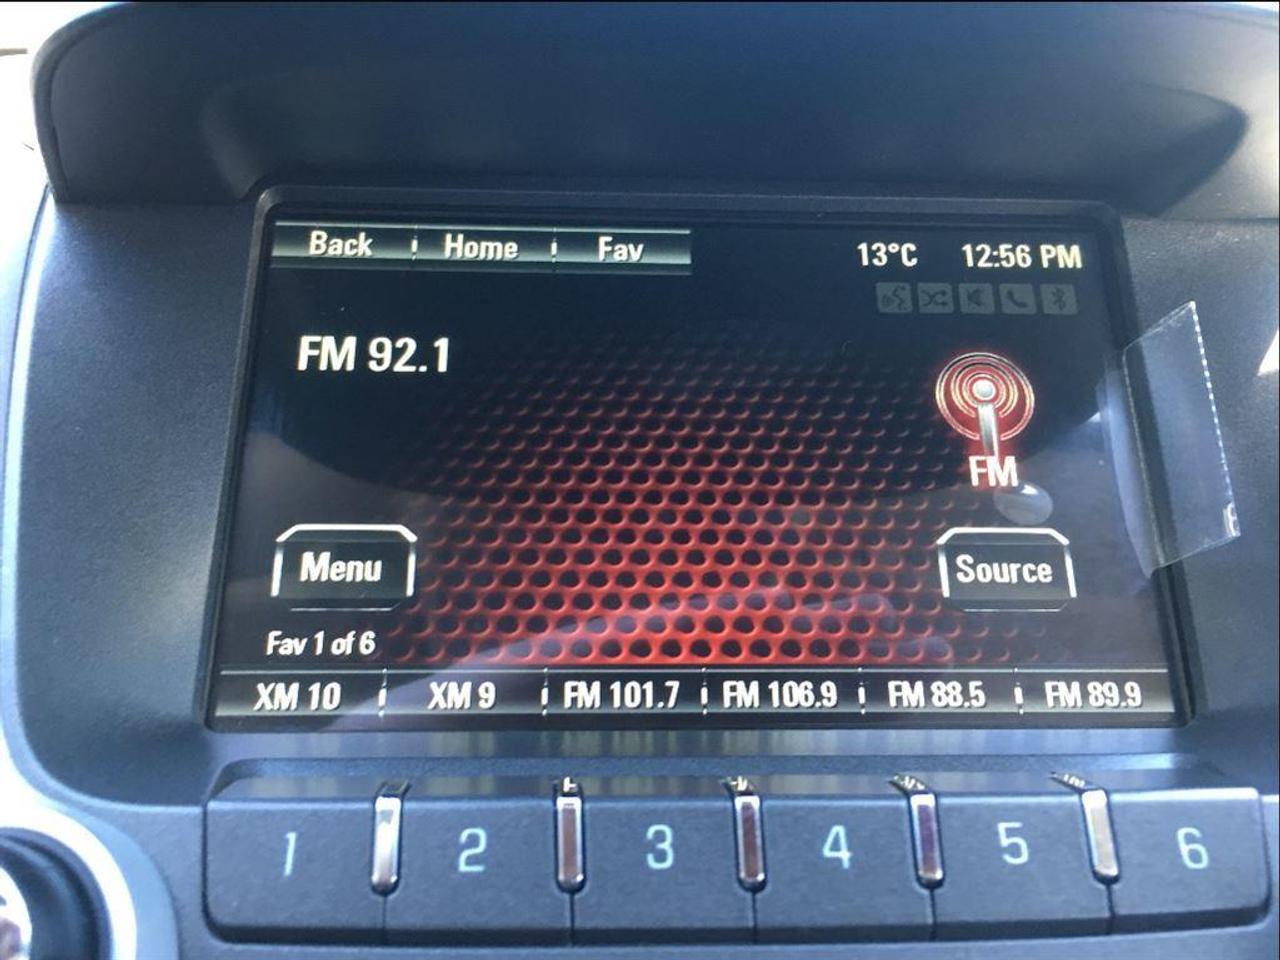 Back Home Fav 13°C 12:56 PM
FM 92.1
FM
Menu Source
Fav 1 of 6
XM 10 XM 9 FM 101.7 FM 106.9 FM 88.5 FM 89.9
1 2 3 4 5 6